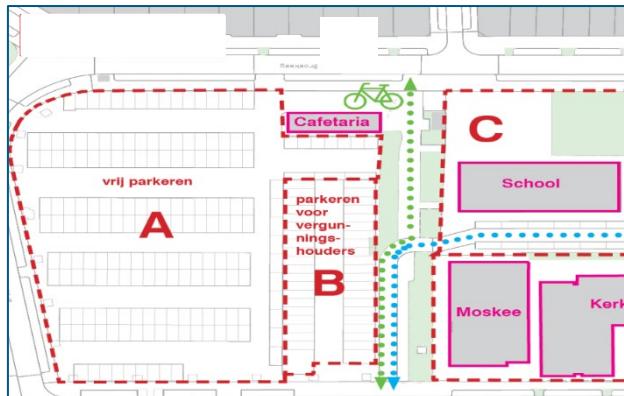 Cafetaria
C
vrij parkeren
A
parkeren
voor
vergun-
nings-
houders
B
School
Moskee
Kerk